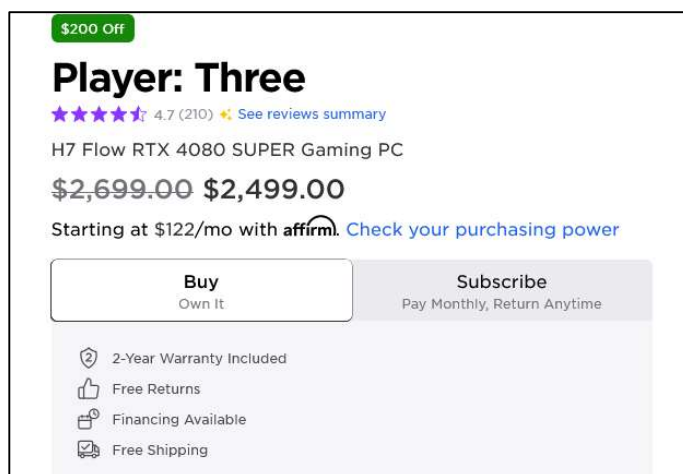 $200 Off
Player: Three
4.7 (210) See reviews summary
H7 Flow RTX 4080 SUPER Gaming PC
$2,699.00 $2,499.00
Starting at $122/mo with affirm. Check your purchasing power
Buy
Own It
Subscribe
Pay Monthly, Return Anytime
2 2-Year Warranty Included
Free Returns
Financing Available
Free Shipping